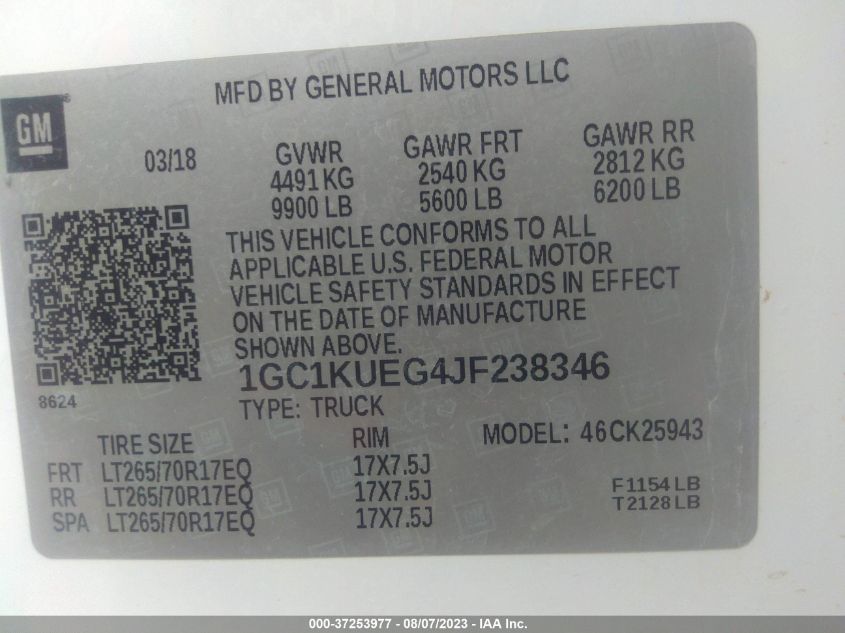 MFD BY GENERAL MOTORS LLC
GM
03/18
GVWR GAWR FRT GAWR RR
4491 KG 2540 KG 2812 KG
9900 LB 5600 LB 6200 LB
THIS VEHICLE CONFORMS TO ALL
APPLICABLE U.S. FEDERAL MOTOR
VEHICLE SAFETY STANDARDS IN EFFECT
ON THE DATE OF MANUFACTURE
SHOWN ABOVE.
1GC1KUEG4JF238346
8624
TYPE: TRUCK
TIRE SIZE RIM MODEL: 46CK25943
FRT LT265/70R17EQ 17X7.5J
RR LT265/70R17EQ 17X7.5J F1154LB
SPA LT265/70R17EQ 17X7.5J T2128LB
000-37253977 - 08/07/2023 - IAA Inc.